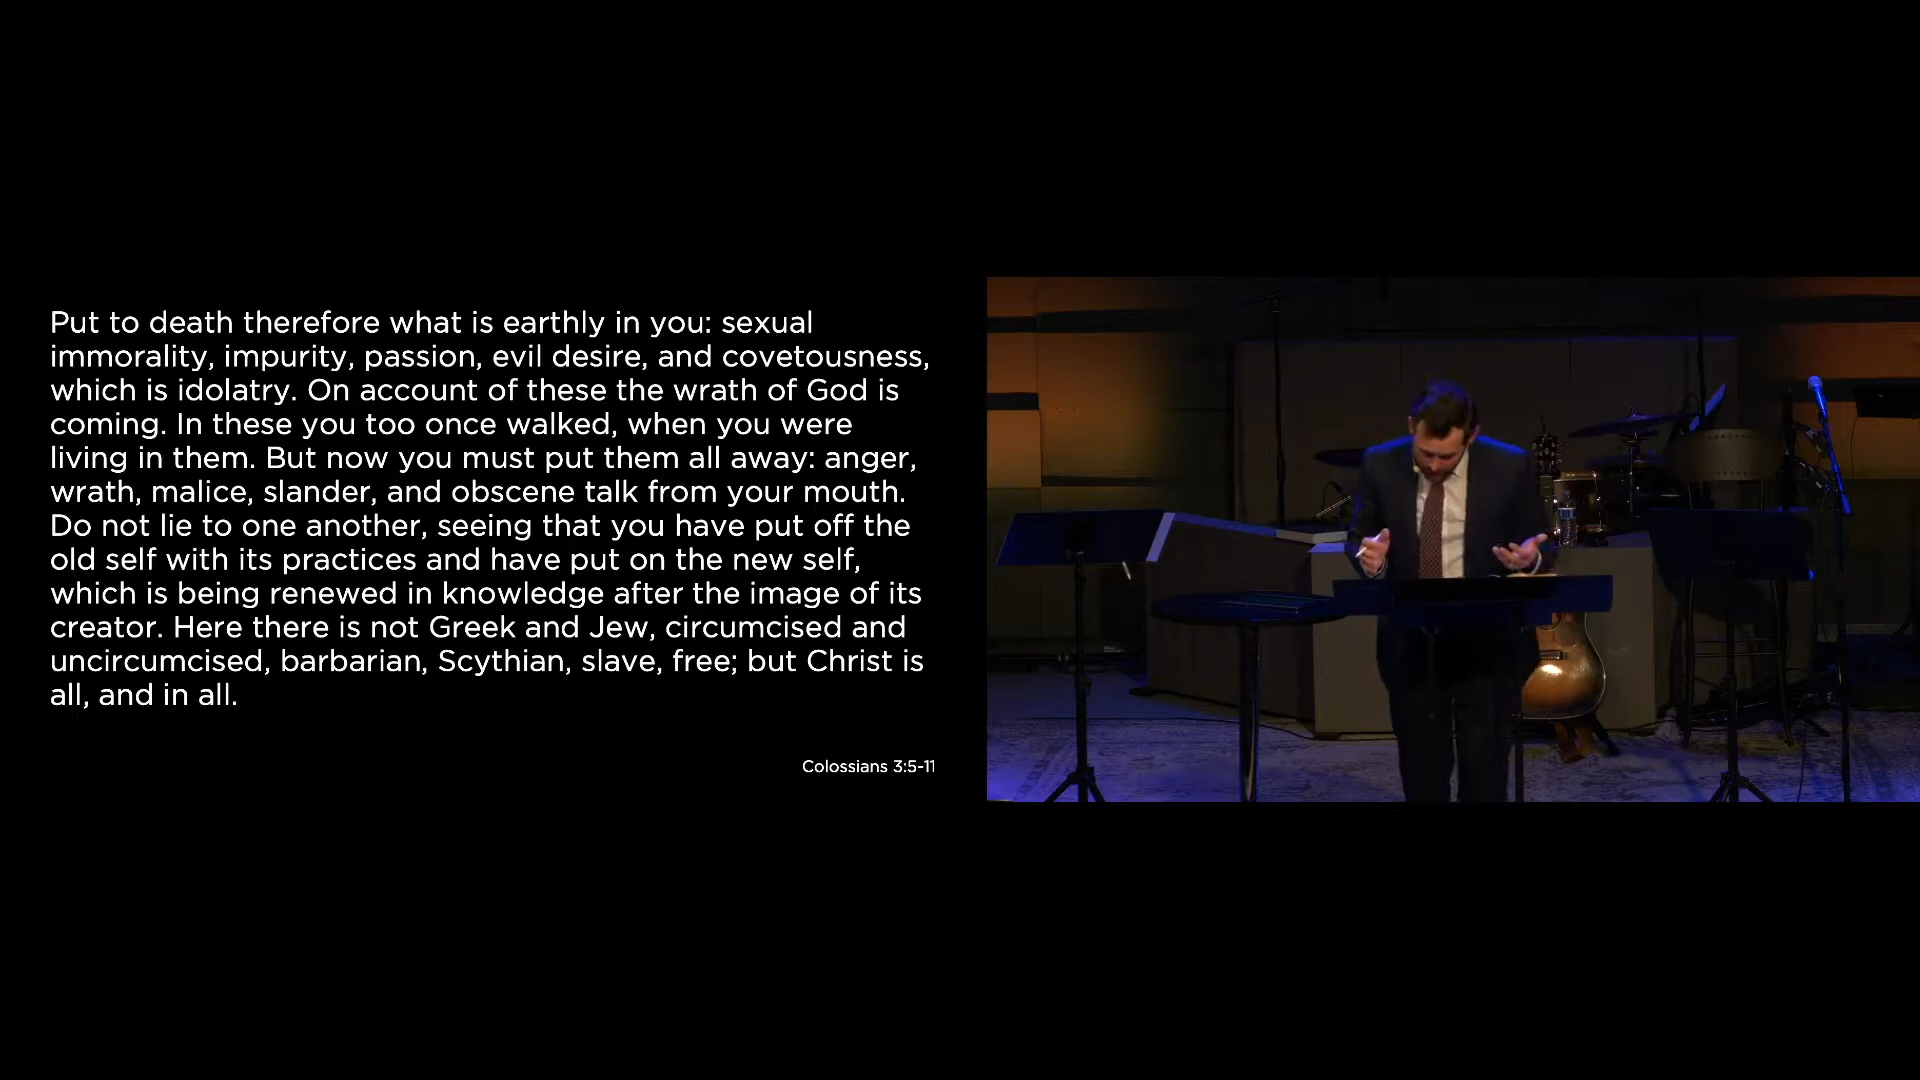 Put to death therefore what is earthly in you: sexual
immorality, impurity, passion, evil desire, and covetousness,
which is idolatry. On account of these the wrath of God is
coming. In these you too once walked, when you were
living in them. But now you must put them all away: anger,
wrath, malice, slander, and obscene talk from your mouth.
Do not lie to one another, seeing that you have put off the
old self with its practices and have put on the new self,
which is being renewed in knowledge after the image of its
creator. Here there is not Greek and Jew, circumcised and
uncircumcised, barbarian, Scythian, slave, free; but Christ is
all, and in all.
Colossians 3:5-11